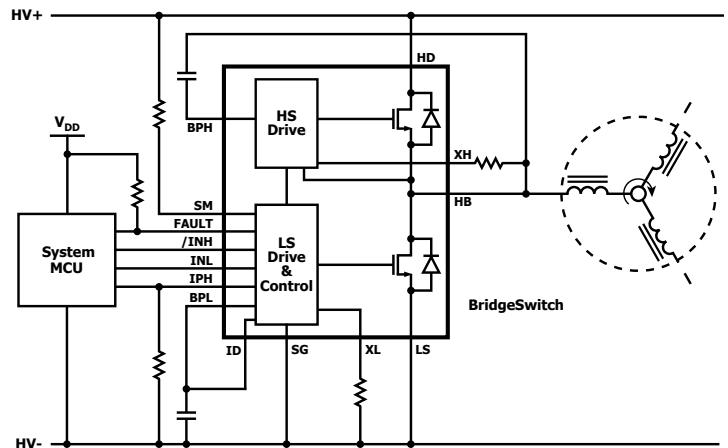 HV+
HD
BPH
HS
Drive
VDD
XH
HB
SM
FAULT
/INH
INL
IPH
BPL
System
MCU
LS
Drive
&
Control
BridgeSwitch
ID
SG
XL
LS
HV-